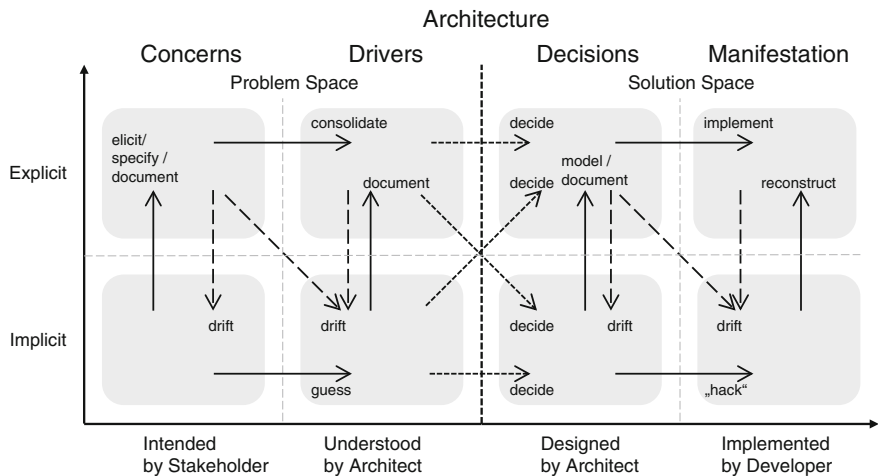 Architecture
Concerns Drivers Decisions Manifestation
Problem Space Solution Space
consolidate decide implement
elicit/
specify /
document
Explicit
document decide model /
document reconstruct
drift drift decide drift drift
Implicit
guess decide „hack“
Intended
by Stakeholder
Understood
by Architect
Designed
by Architect
Implemented
by Developer